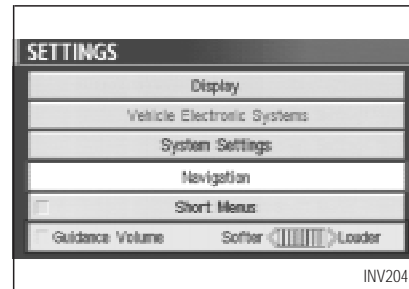 SETTINGS
Display
Vehicle Electronic Systems
System Settings
Navigation
Short Menus
Guidance Volume Softer Louder
INV204